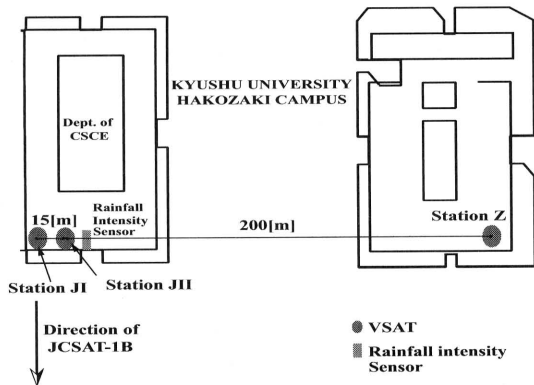 KYUSHU UNIVERSITY
HAKOZAKI CAMPUS
Dept. of
CSCE
15[m]
Rainfall
Intensity
Sensor
200[m]
Station Z
Station JI
Station JII
Direction of
JCSAT-1B
VSAT
Rainfall intensity
Sensor